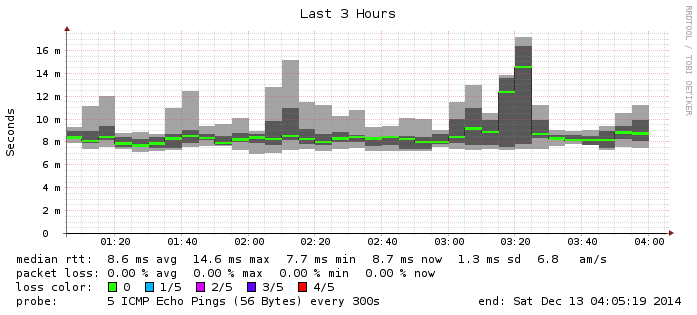 Last 3 Hours
RRDTOOL / TOBI OETIKER
Seconds
16 m
14 m
12 m
10 m
8 m
6 m
4 m
2 m
0
01:20 01:40 02:00 02:20 02:40 03:00 03:20 03:40 04:00
median rtt: 8.6 ms avg 14.6 ms max 7.7 ms min 8.7 ms now 1.3 ms sd 6.8 am/s
packet loss: 0.00 % avg 0.00 % max 0.00 % min 0.00 % now
loss color: 0 1/5 2/5 3/5 4/5
probe: 5 ICMP Echo Pings (56 Bytes) every 300s end: Sat Dec 13 04:05:19 2014